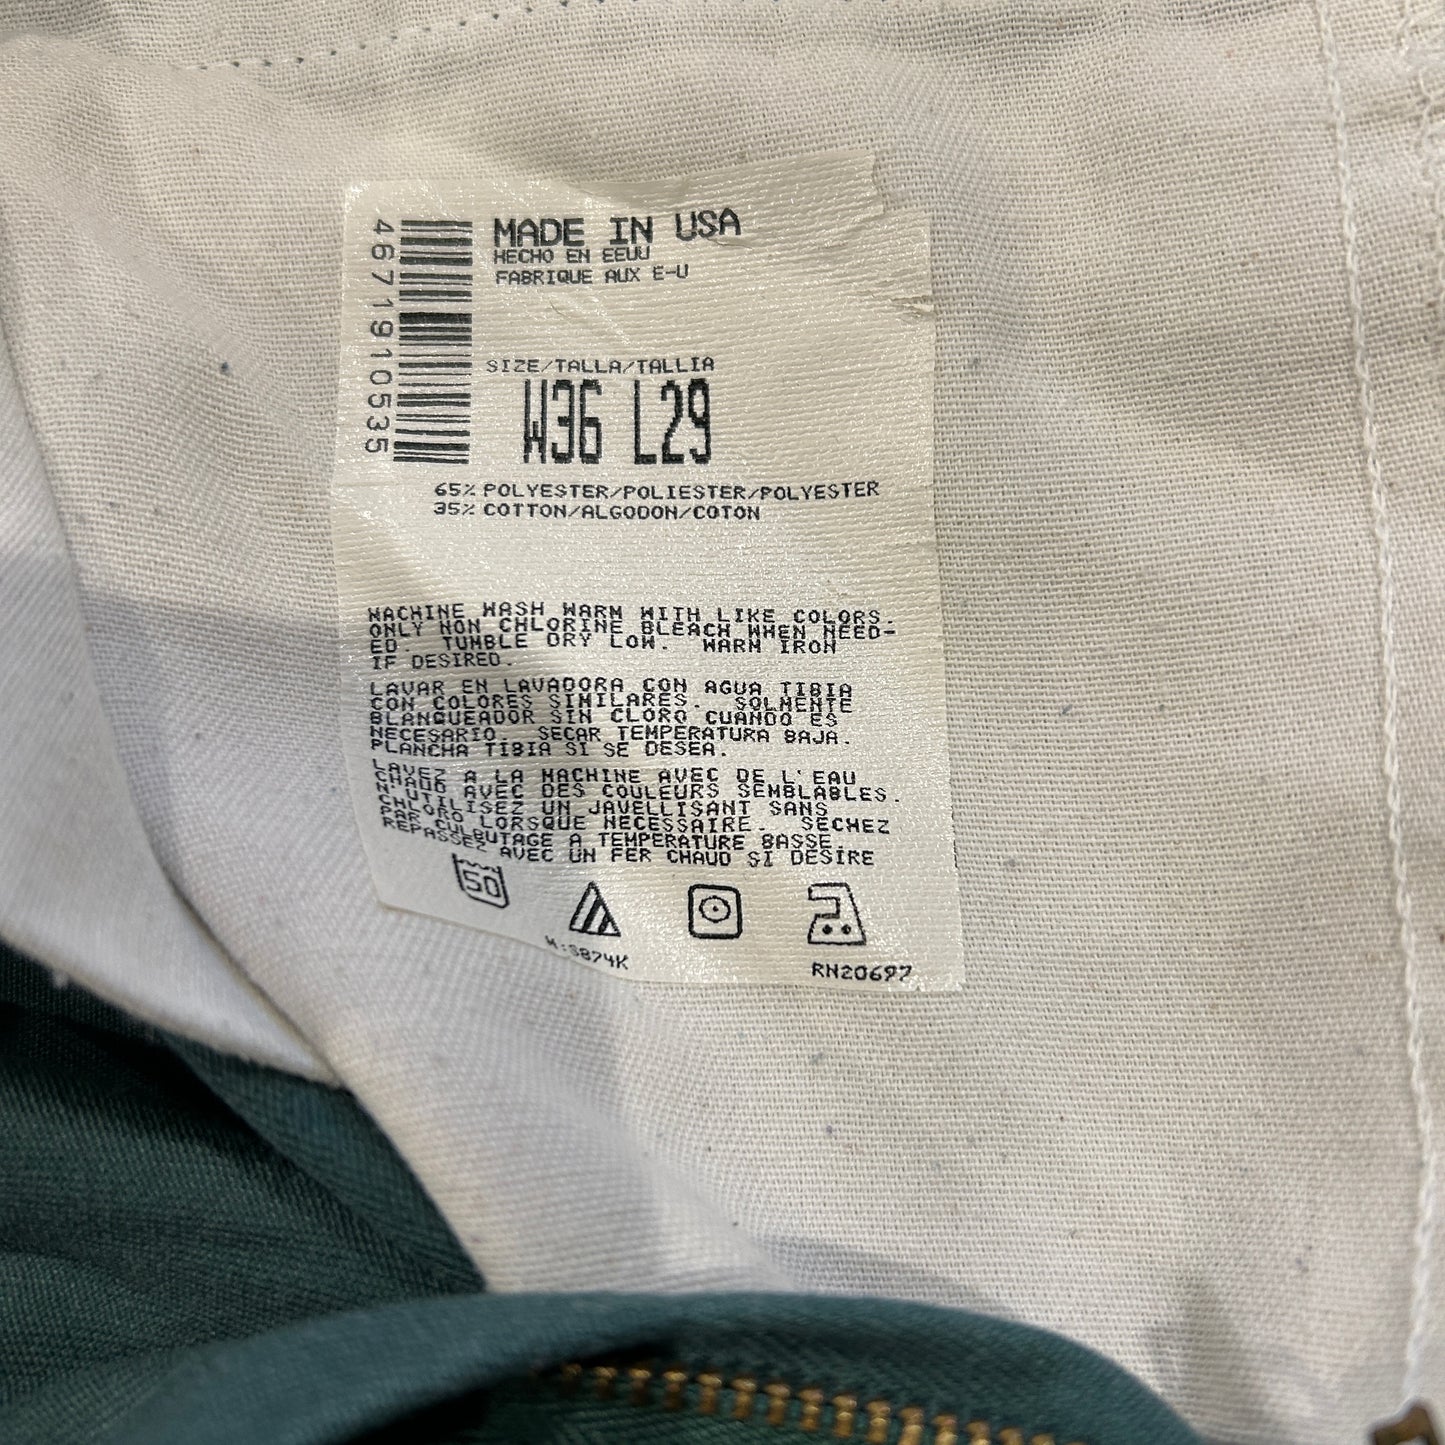 4671910535
MADE IN USA
HECHO EN EEUU
FABRIQUE AUX E-U
SIZE/TALLA/TALLIA
W36 L29
65% POLYESTER/POLIESTER/POLYESTER
35% COTTON/ALGODON/COTON
MACHINE WASH WARM WITH LIKE COLORS.
ONLY NON CHLORINE BLEACH WHEN NEED-
ED. TUMBLE DRY LOW. WARM IRON
IF DESIRED.
LAVAR EN LAVADORA CON AGUA TIBIA
CON COLORES SIMILARES. SOLMENTE
BLANQUEADOR SIN CLORO CUANDO ES
NECESARIO. SECAR TEMPERATURA BAJA.
PLANCHA TIBIA SI SE DESEA.
LAVEZ A LA MACHINE AVEC DE L'EAU
CHAUD AVEC DES COULEURS SEMBLABLES.
N'UTILISEZ UN JAVELLISANT SANS
CHLORO LORSQUE NECESSAIRE. SECHEZ
PAR CULBUTAGE A TEMPERATURE BASSE.
REPASSEZ AVEC UN FER CHAUD SI DESIRE
50
M:S874K
RN20697